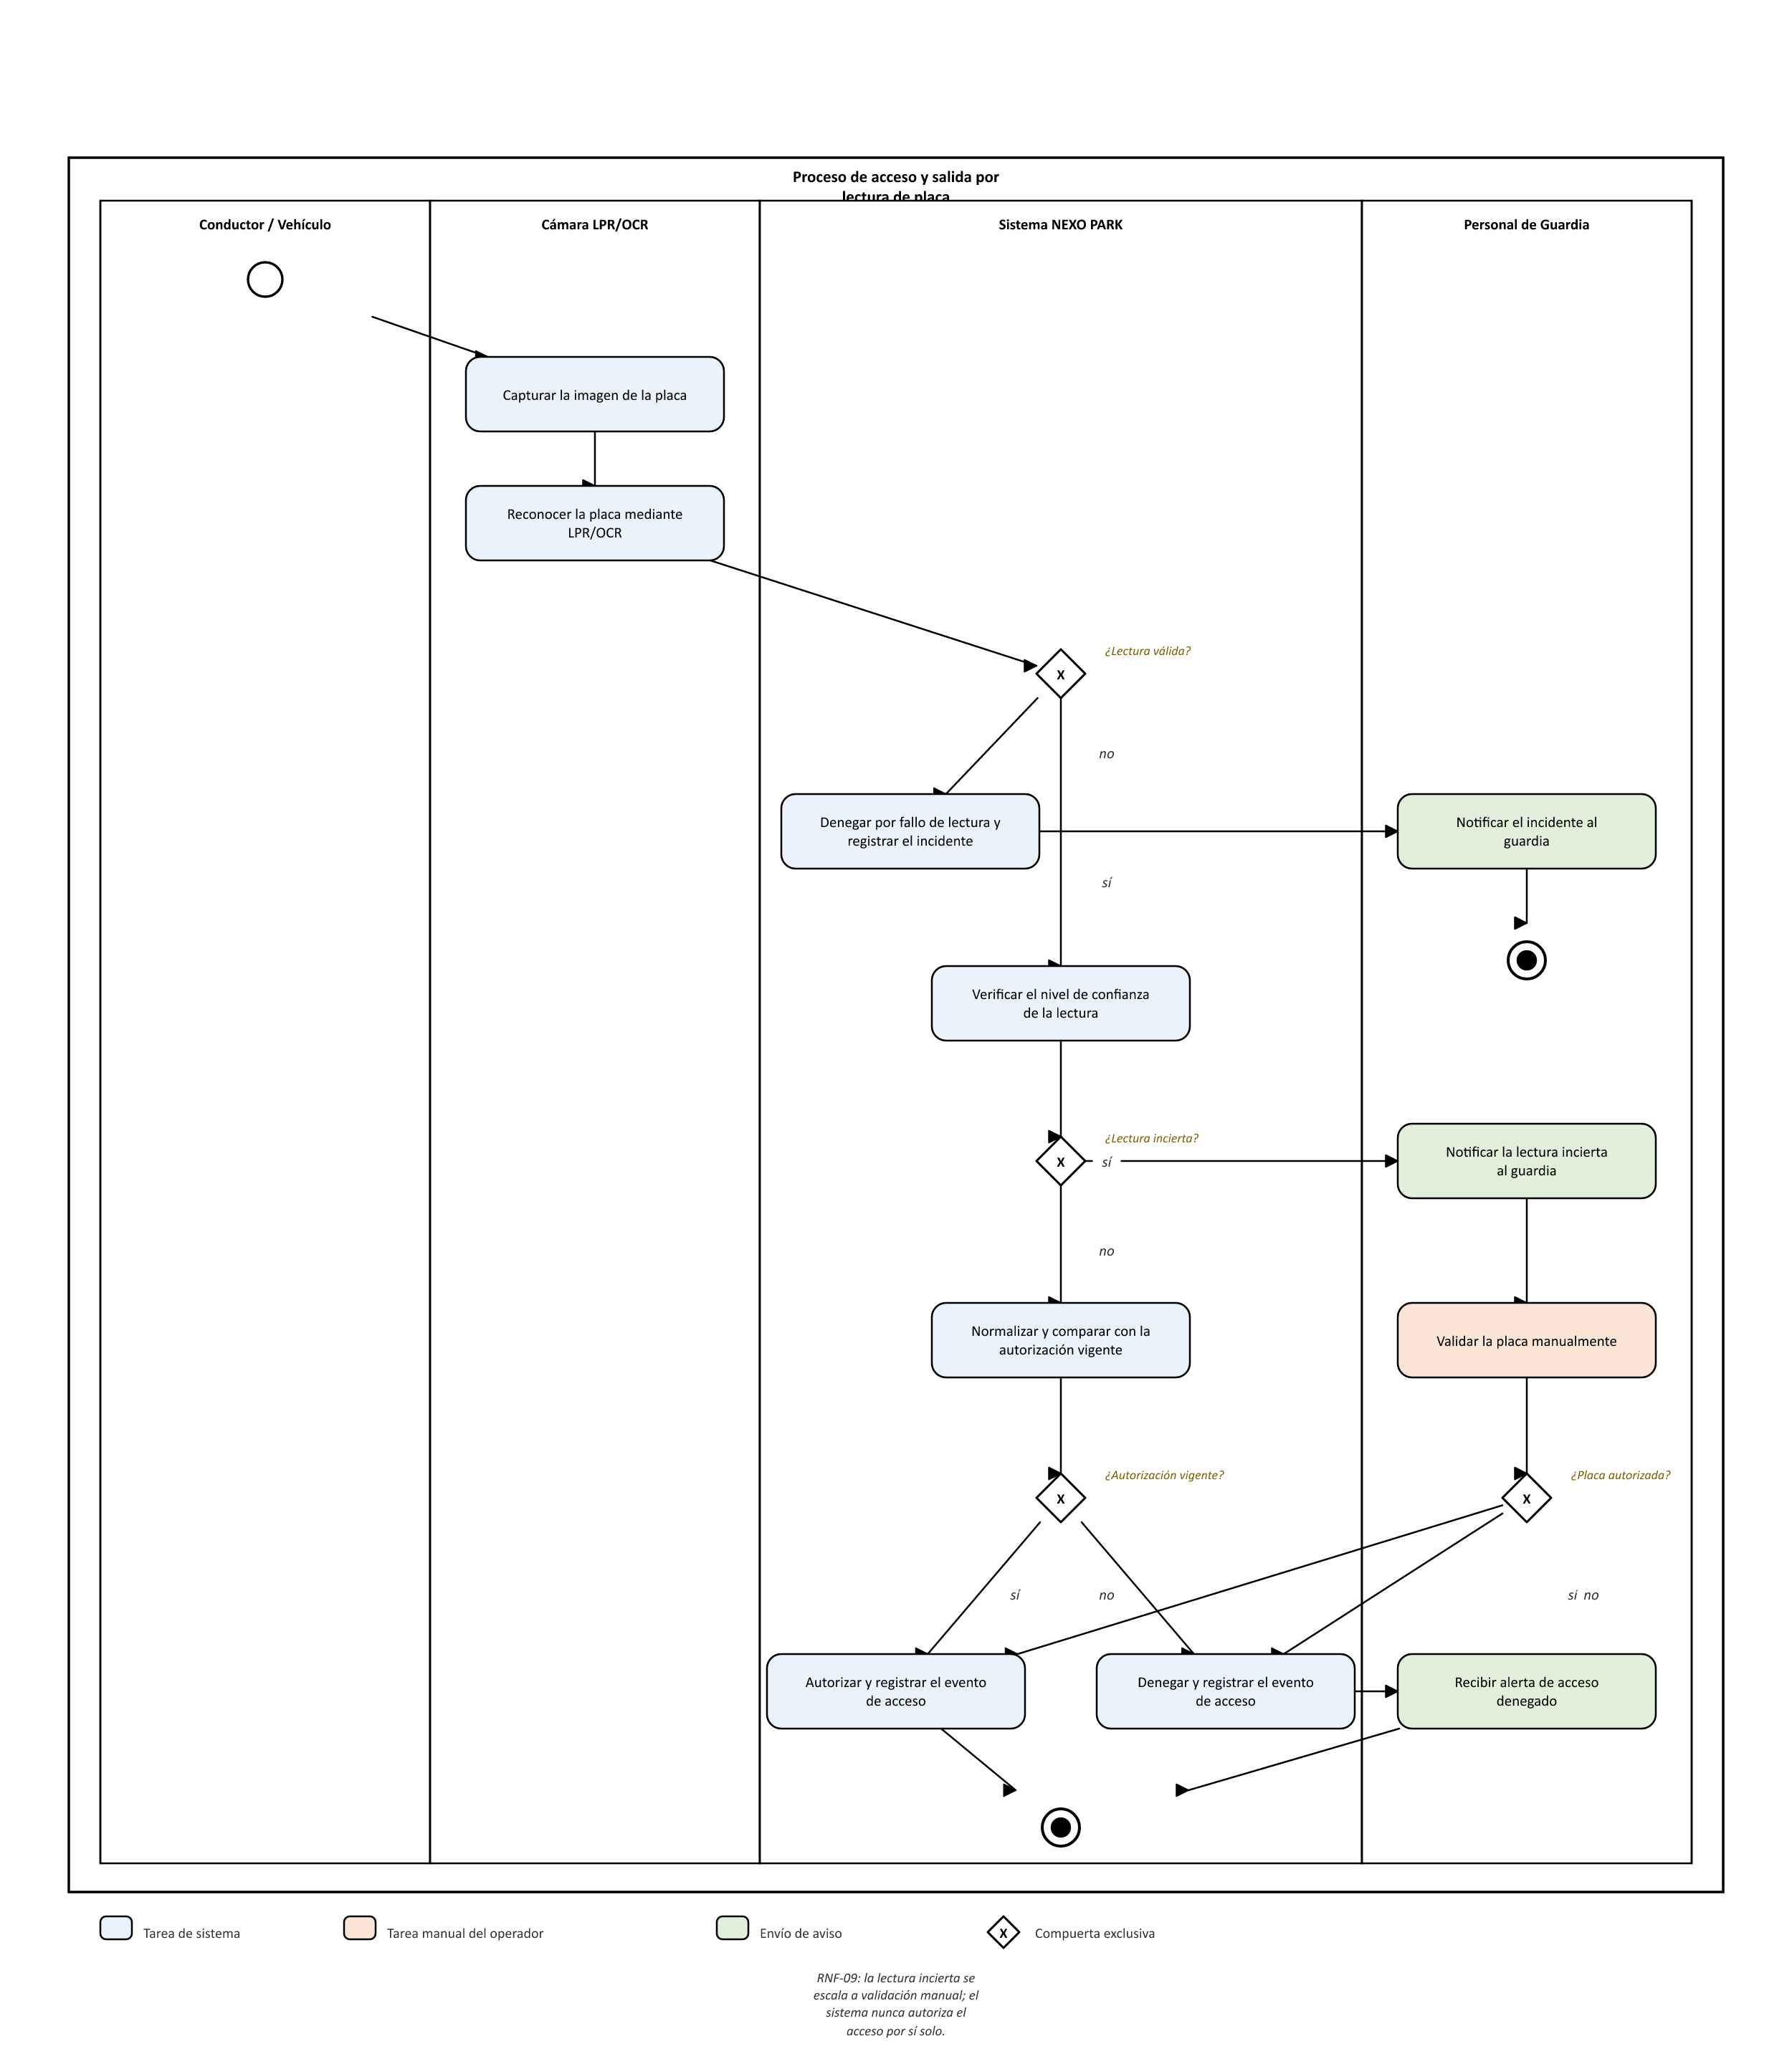 Proceso de acceso y salida por
lectura de placa
Conductor / Vehículo
Cámara LPR/OCR
Sistema NEXO PARK
Personal de Guardia
Capturar la imagen de la placa
Reconocer la placa mediante
LPR/OCR
¿Lectura válida?
X
no
Denegar por fallo de lectura y
registrar el incidente
Notificar el incidente al
guardia
sí
Verificar el nivel de confianza
de la lectura
¿Lectura incierta?
X
sí
Notificar la lectura incierta
al guardia
no
Normalizar y comparar con la
autorización vigente
Validar la placa manualmente
¿Autorización vigente?
X
¿Placa autorizada?
X
sí
no
si no
Autorizar y registrar el evento
de acceso
Denegar y registrar el evento
de acceso
Recibir alerta de acceso
denegado
Tarea de sistema
Tarea manual del operador
Envío de aviso
X
Compuerta exclusiva
RNF-09: la lectura incierta se
escala a validación manual; el
sistema nunca autoriza el
acceso por sí solo.